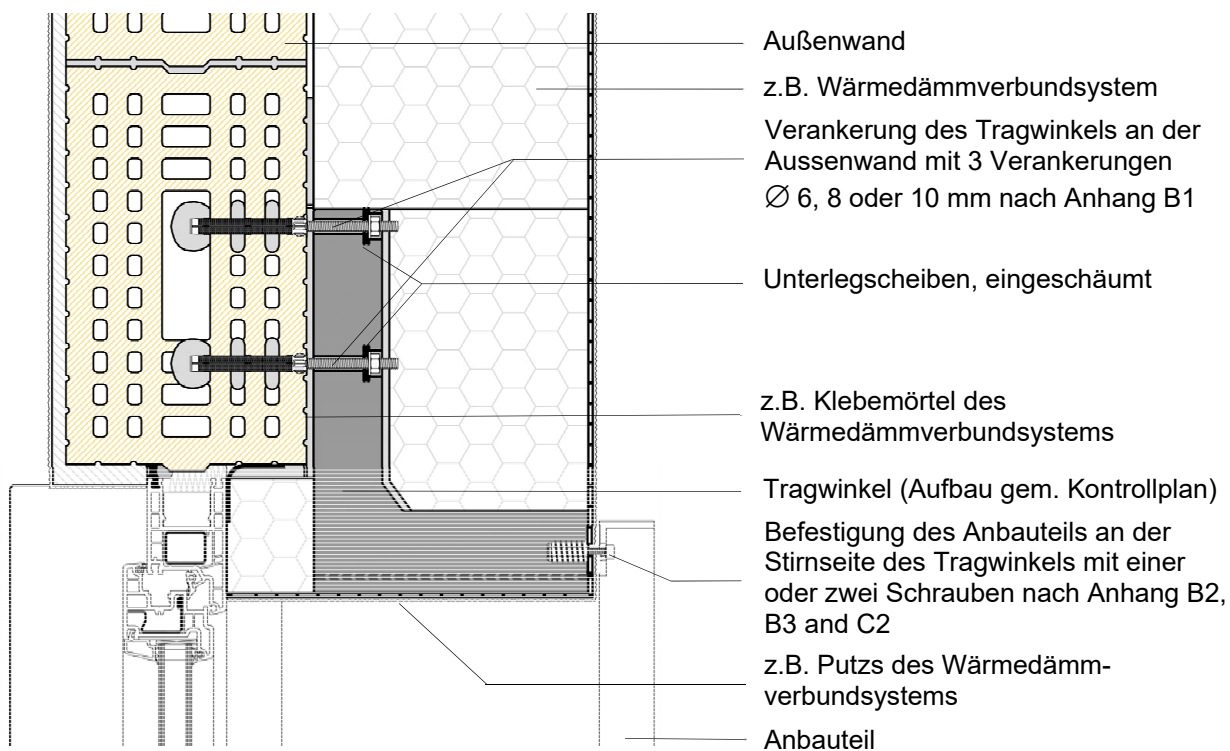 Außenwand
z.B. Wärmedämmverbundsystem
Verankerung des Tragwinkels an der
Aussenwand mit 3 Verankerungen
∅ 6, 8 oder 10 mm nach Anhang B1
Unterlegscheiben, eingeschäumt
z.B. Klebemörtel des
Wärmedämmverbundsystems
Tragwinkel (Aufbau gem. Kontrollplan)
Befestigung des Anbauteils an der
Stirnseite des Tragwinkels mit einer
oder zwei Schrauben nach Anhang B2,
B3 and C2
z.B. Putzs des Wärmedämm-
verbundsystems
Anbauteil